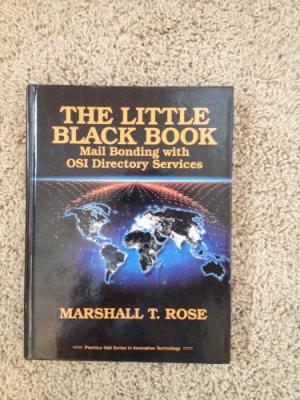 THE LITTLE
BLACK BOOK
Mail Bonding with
OSI Directory Services
MARSHALL T. ROSE
Prentice Hall Series in Innovative Technology